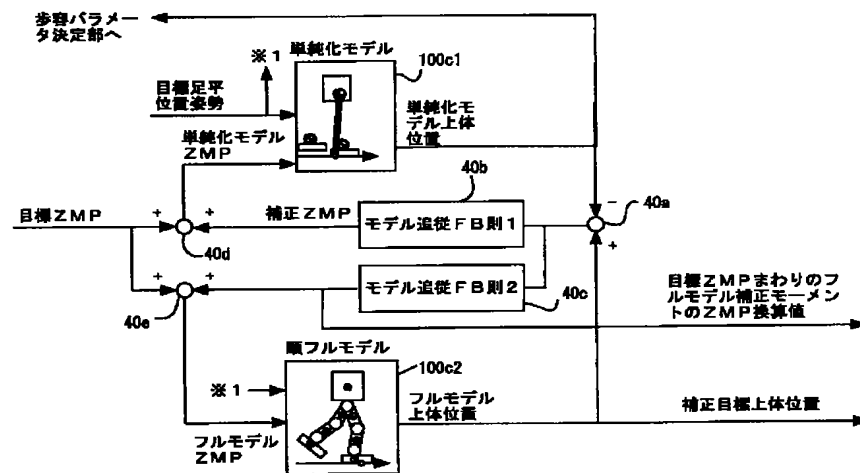 歩容パラメー
タ決定部へ
※1
単純化モデル
100c1
目標足平
位置姿勢
単純化モ
デル上体
位置
単純化モデル
ZMP
40b
目標ZMP
+
+
補正ZMP
モデル追従FB則1
-
40a
+
40d
+
+
モデル追従FB則2
40c
目標ZMPまわりのフ
ルモデル補正モーメン
トのZMP換算値
40e
順フルモデル
100c2
※1
フルモデル
上体位置
補正目標上体位置
フルモデル
ZMP